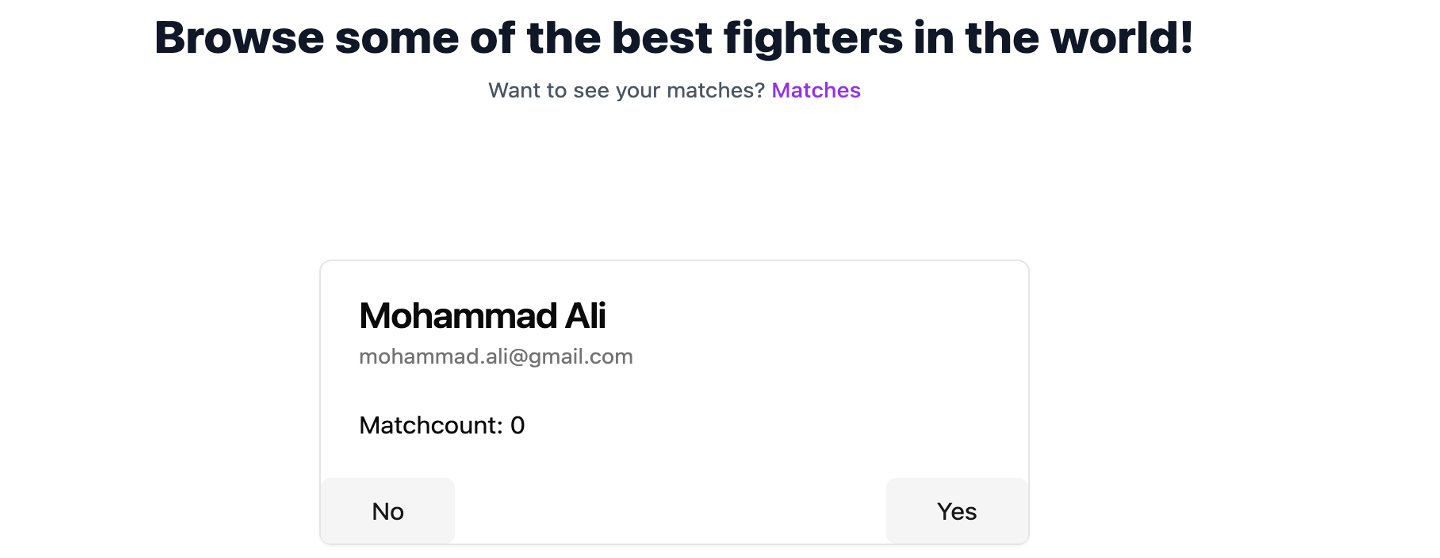 Browse some of the best fighters in the world!
Want to see your matches? Matches
Mohammad Ali
mohammad.ali@gmail.com
Matchcount: 0
No
Yes